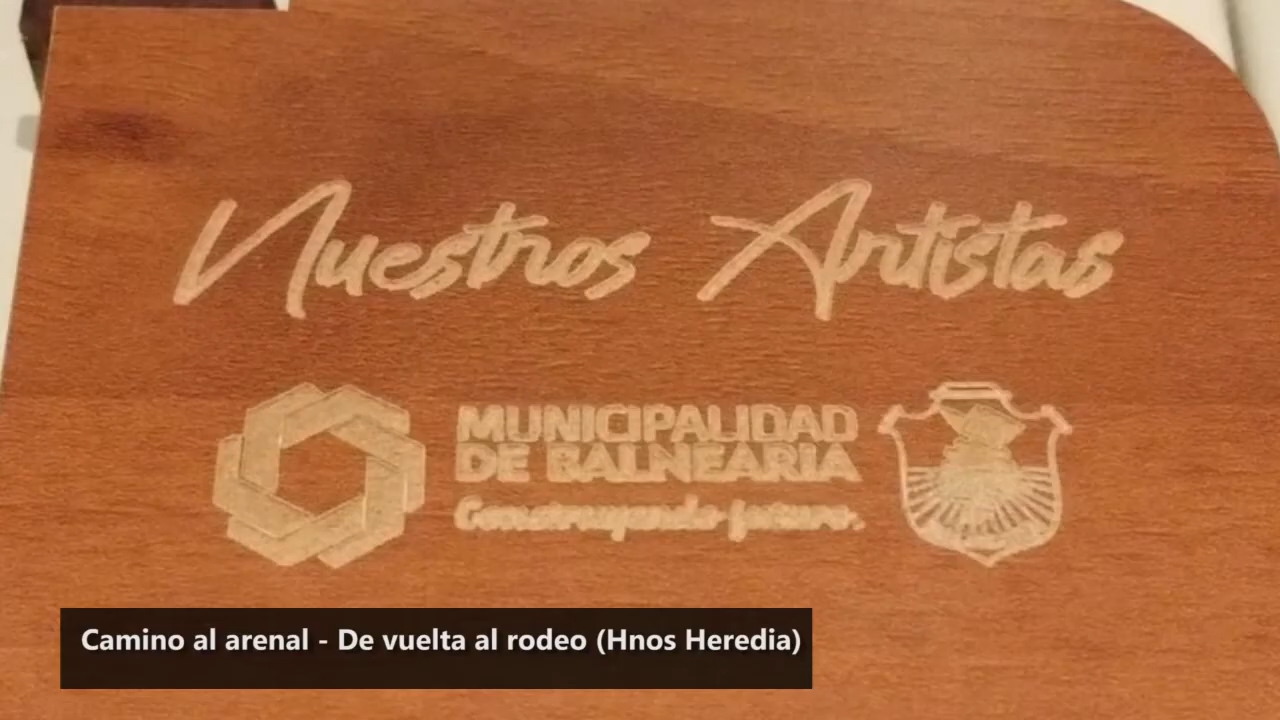 Nuestros Artistas
MUNICIPALIDAD
DE BALNEARIA
Construyendo futuro.
Camino al arenal - De vuelta al rodeo (Hnos Heredia)